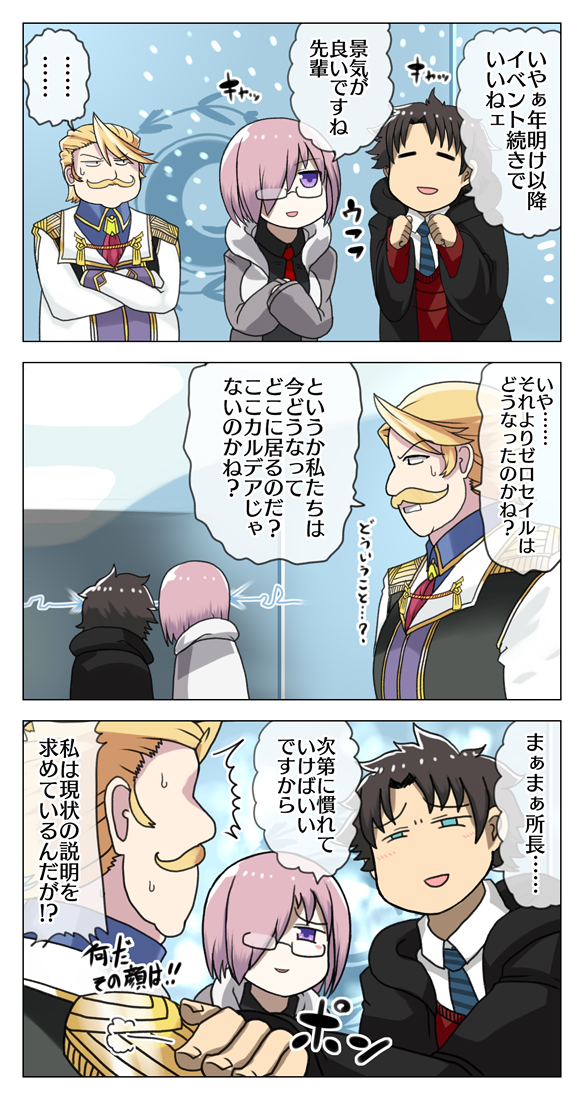 いやぁ年明け以降
イベント続きで
いいねェ
キャッ
景気が
良いですね
先輩
キャッ
ウフフ
……
……
いや……
それよりゼロセイルは
どうなったのかね?
というか私たちは
今どうなって
どこに居るのだ?
ここカルデアじゃ
ないのかね?
どういうこと…?
まぁまぁ所長……
次第に慣れて
いけばいい
ですから
私は現状の説明を
求めているんだが!?
何だ
その顔は!!
ポン